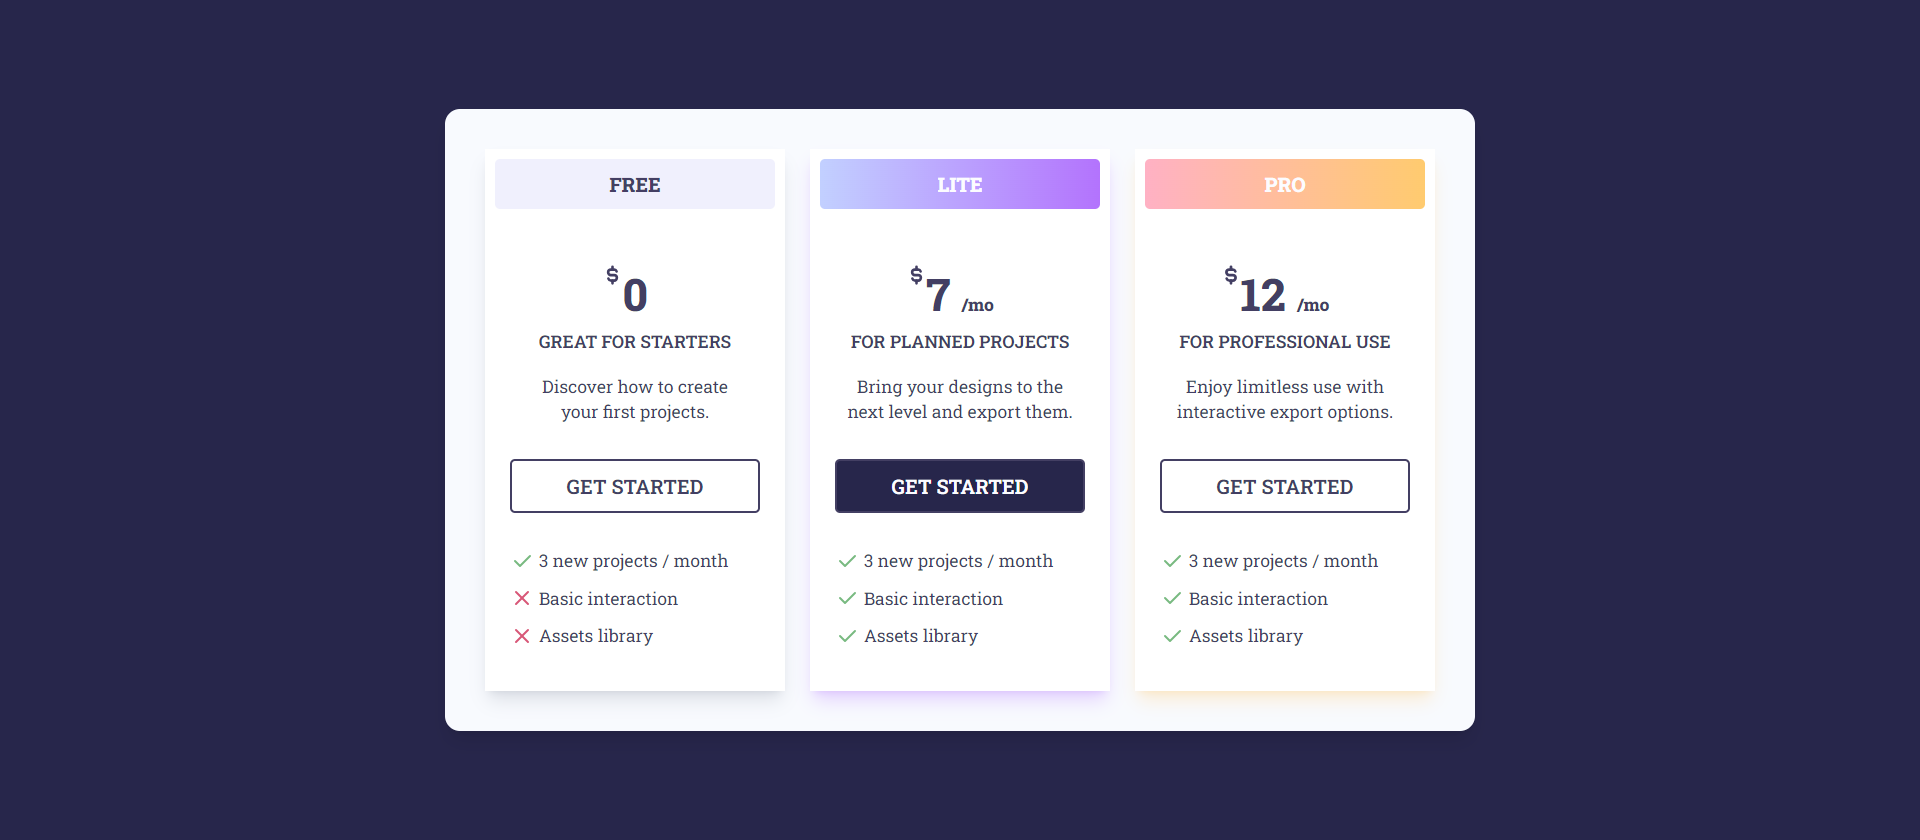 FREE
$0
GREAT FOR STARTERS
Discover how to create
your first projects.
GET STARTED
3 new projects / month
Basic interaction
Assets library
LITE
$7 /mo
FOR PLANNED PROJECTS
Bring your designs to the
next level and export them.
GET STARTED
3 new projects / month
Basic interaction
Assets library
PRO
$12 /mo
FOR PROFESSIONAL USE
Enjoy limitless use with
interactive export options.
GET STARTED
3 new projects / month
Basic interaction
Assets library